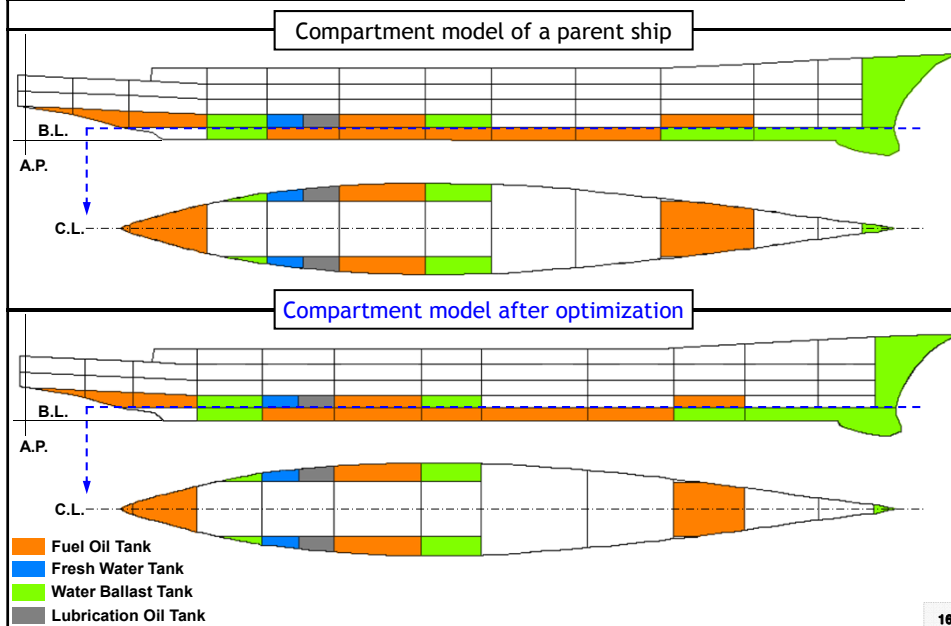 Compartment model of a parent ship
B.L.
A.P.
C.L.
Compartment model after optimization
B.L.
A.P.
C.L.
Fuel Oil Tank
Fresh Water Tank
Water Ballast Tank
Lubrication Oil Tank